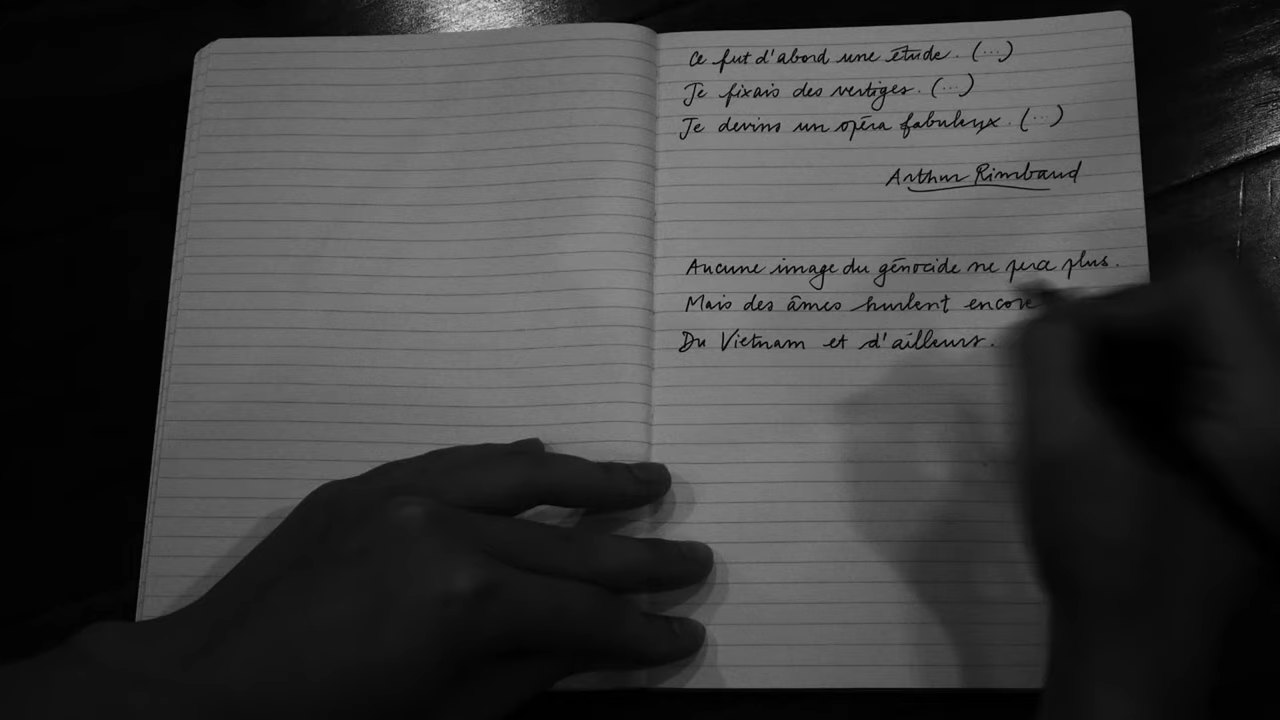 Ce fut d'abord une étude. (...)
Je fixais des vertiges. (...)
Je devins un opéra fabuleux. (...)
Arthur Rimbaud
Aucune image du génocide ne sera plus.
Mais des âmes hurlent encore
Du Vietnam et d'ailleurs.